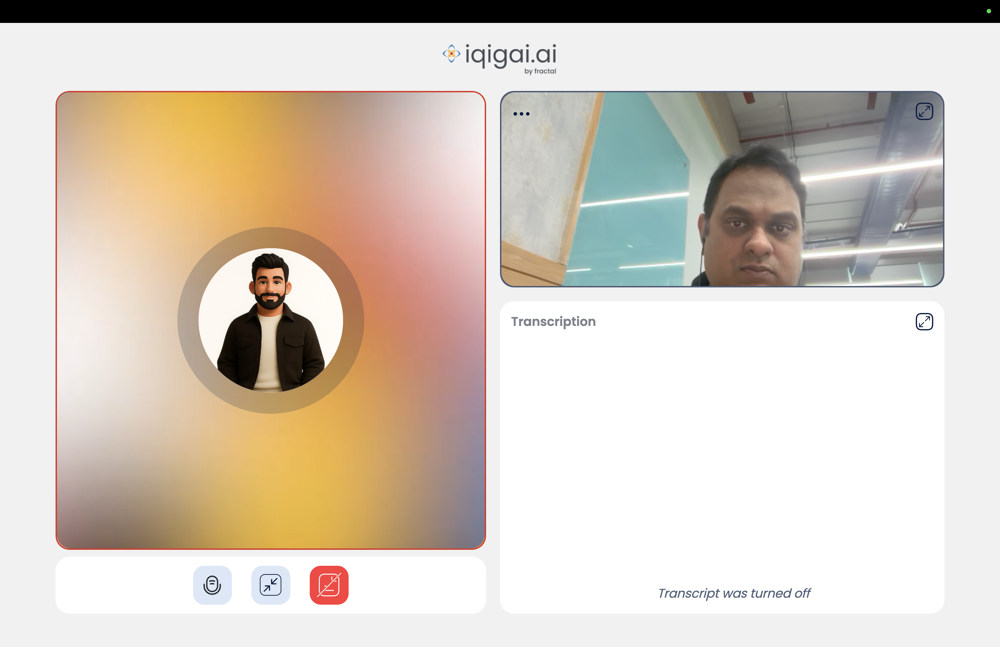 iqigai.ai
by fractal
Transcription
Transcript was turned off